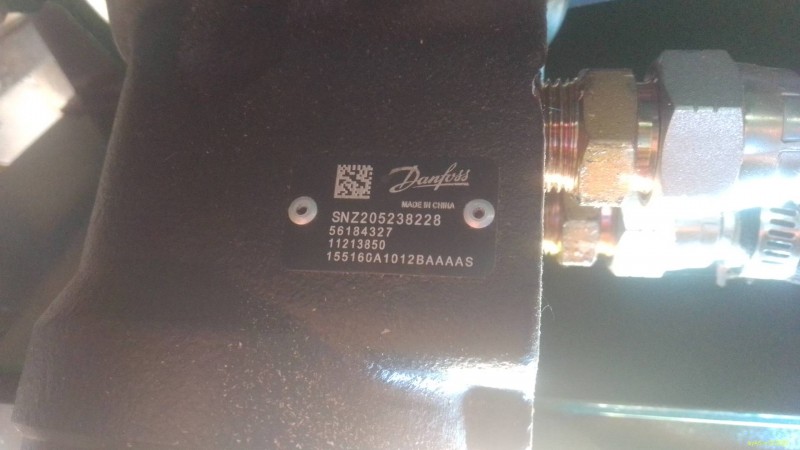 Danfoss
MADE IN CHINA
SNZ205238228
56184327
11213850
155160A1012BAAAAS